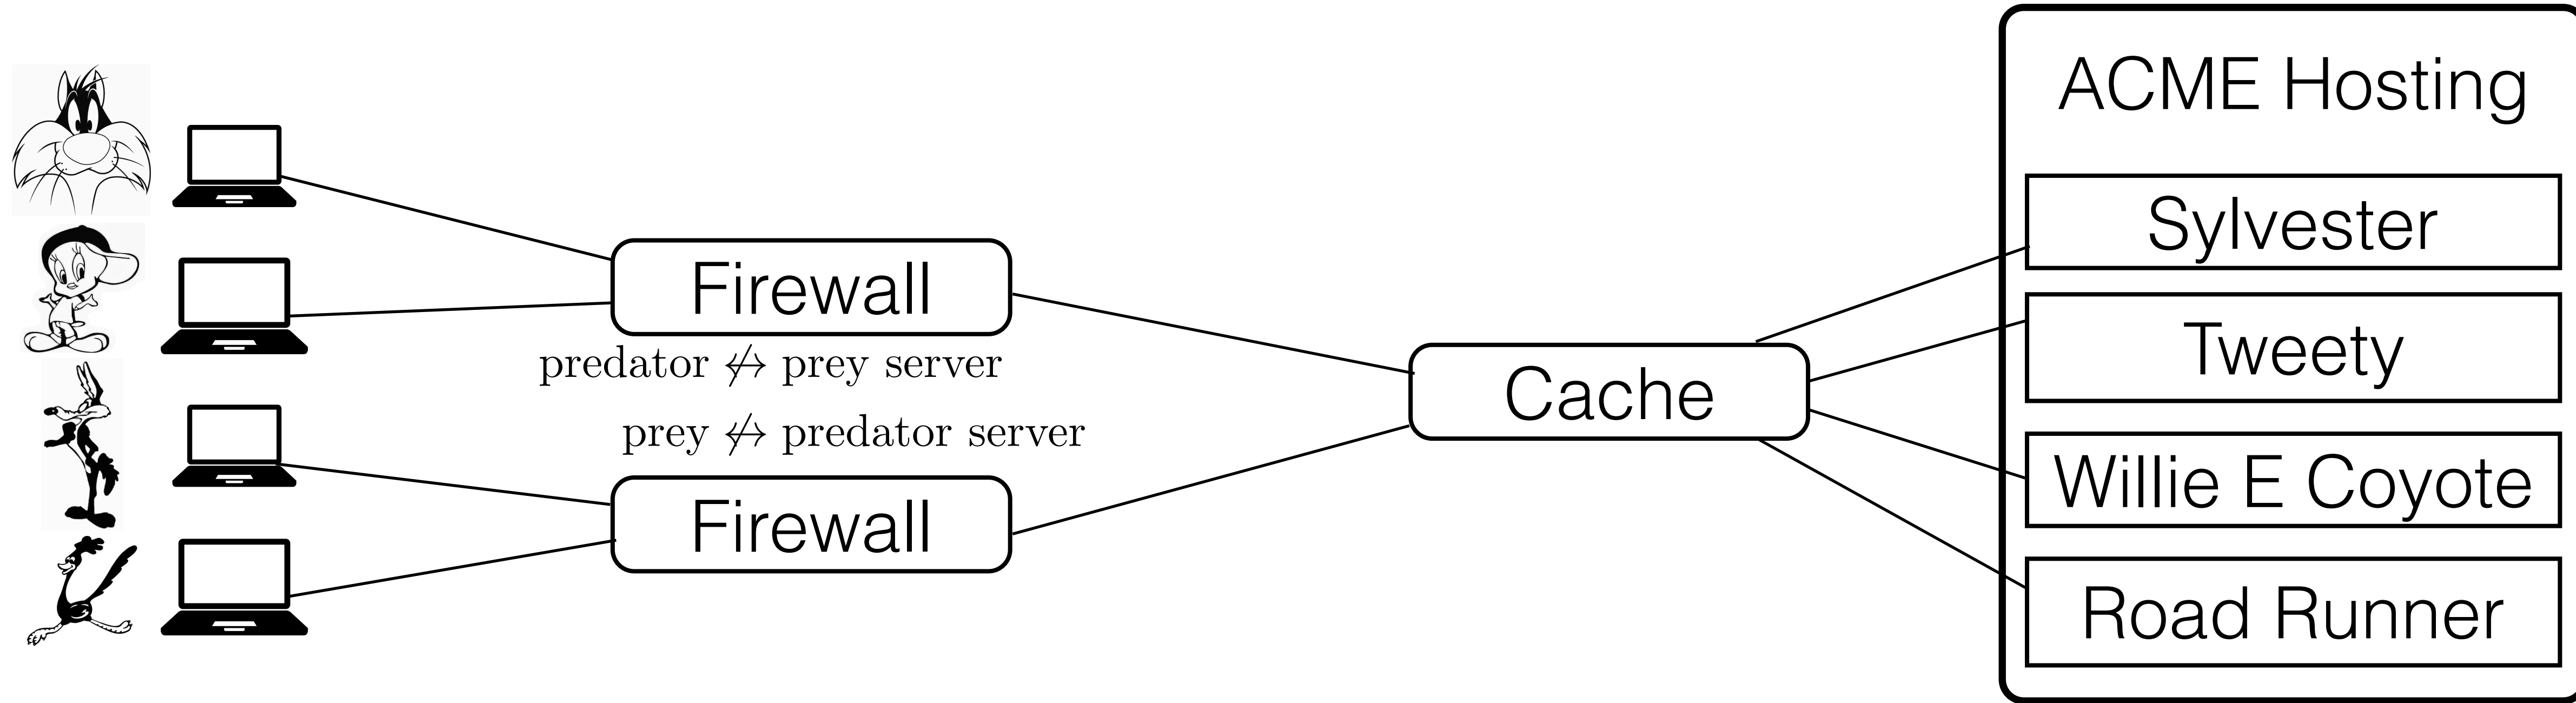 ACME Hosting
Sylvester
Firewall
Tweety
predator ↮ prey server
Cache
prey ↮ predator server
Willie E Coyote
Firewall
Road Runner